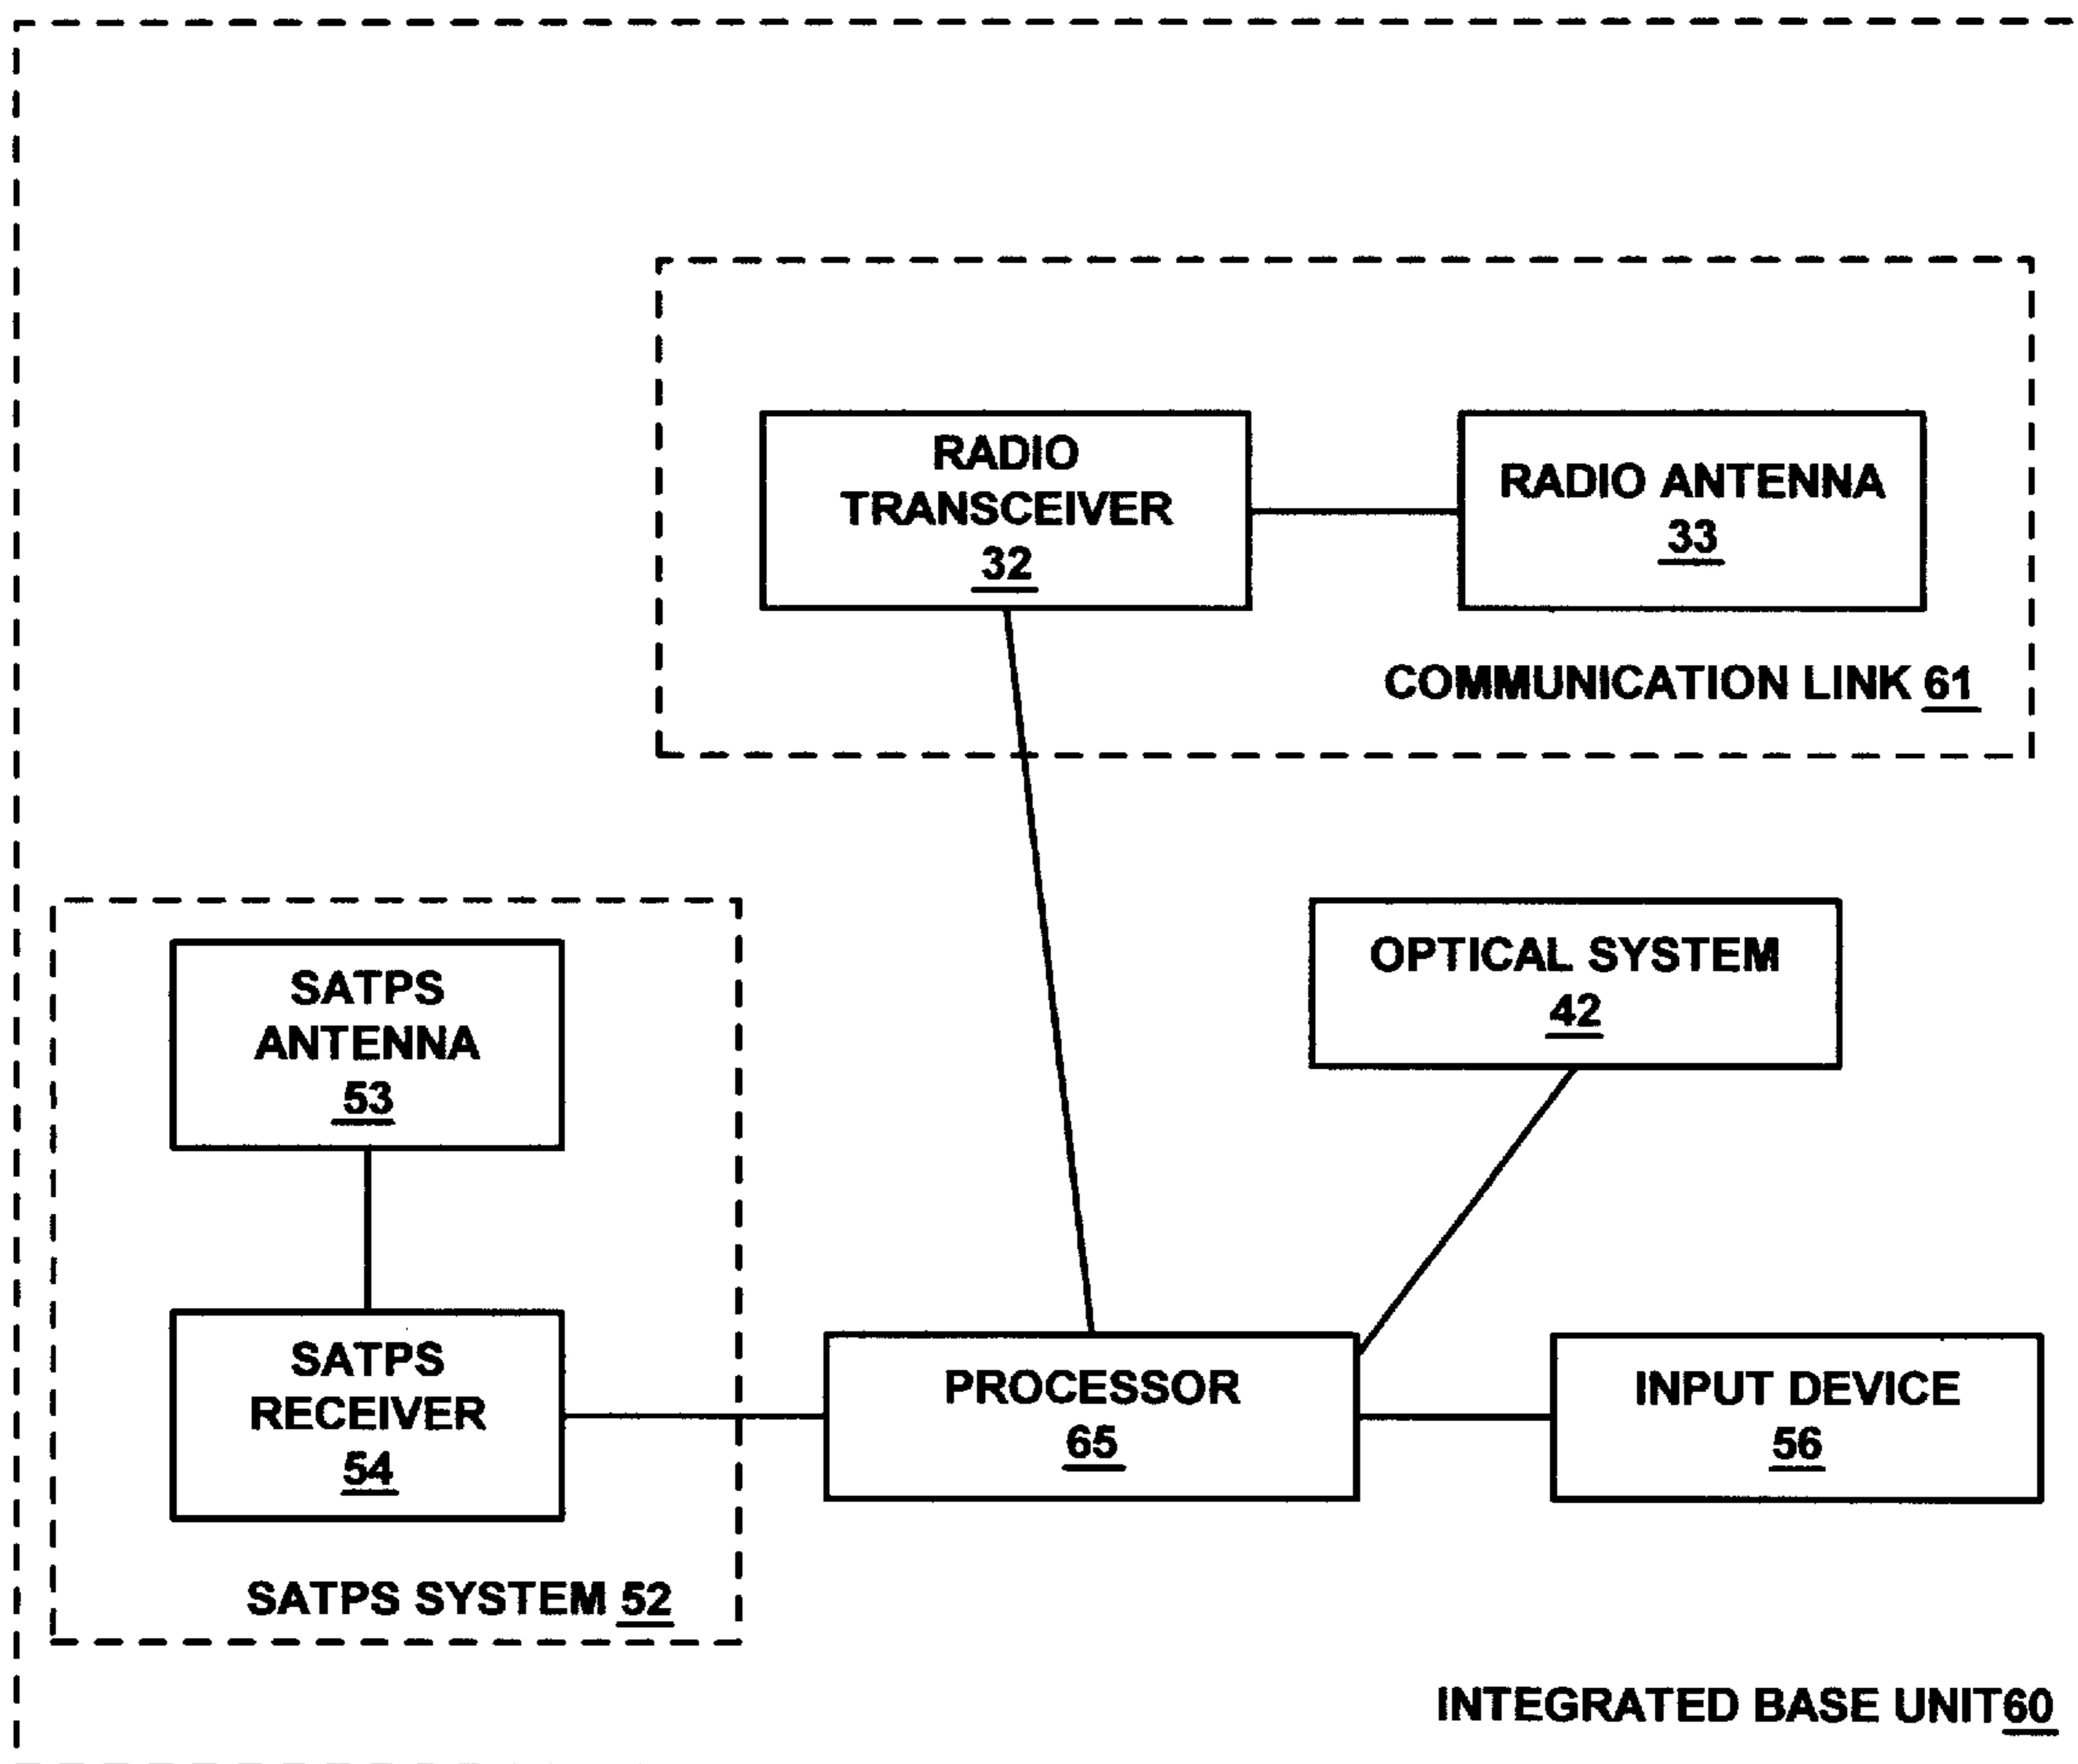 RADIO
TRANSCEIVER
32
RADIO ANTENNA
33
COMMUNICATION LINK 61
SATPS
ANTENNA
53
OPTICAL SYSTEM
42
SATPS
RECEIVER
54
PROCESSOR
65
INPUT DEVICE
56
SATPS SYSTEM 52
INTEGRATED BASE UNIT60